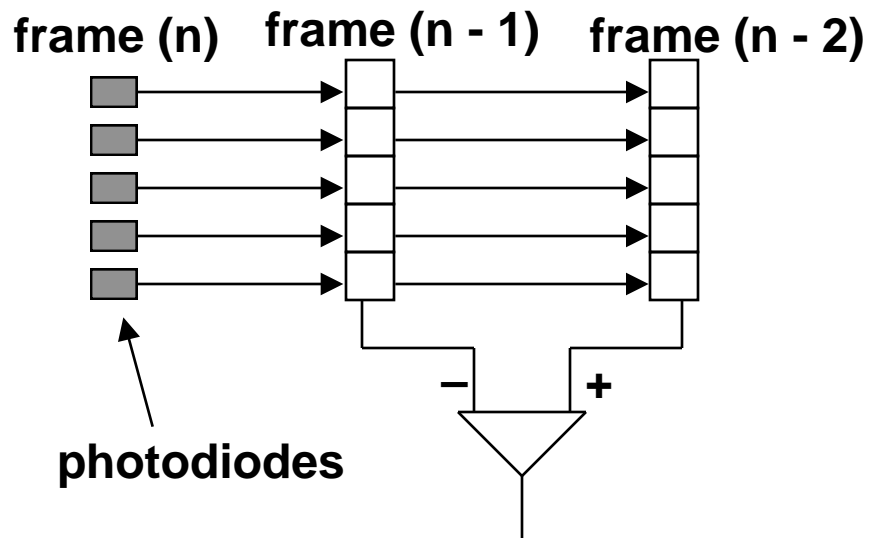 frame (n)
frame (n - 1)
frame (n - 2)
– +
photodiodes